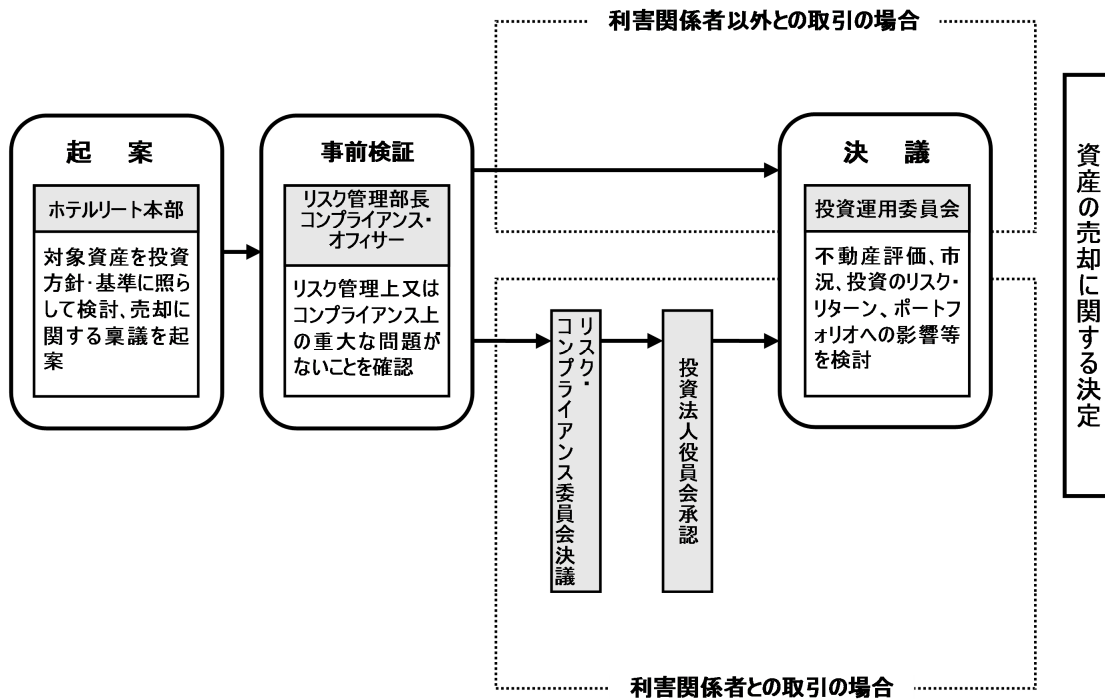 利害関係者以外との取引の場合
起　案
ホテルリート本部
対象資産を投資
方針・基準に照ら
して検討、売却に
関する稟議を起
案
事前検証
リスク管理部長
コンプライアンス・
オフィサー
リスク管理上又は
コンプライアンス上
の重大な問題が
ないことを確認
リスク・
コンプライアンス委員会決議
投資法人役員会承認
決　議
投資運用委員会
不動産評価、市
況、投資のリスク・
リターン、ポートフ
ォリオへの影響等
を検討
資産の売却に関する決定
利害関係者との取引の場合